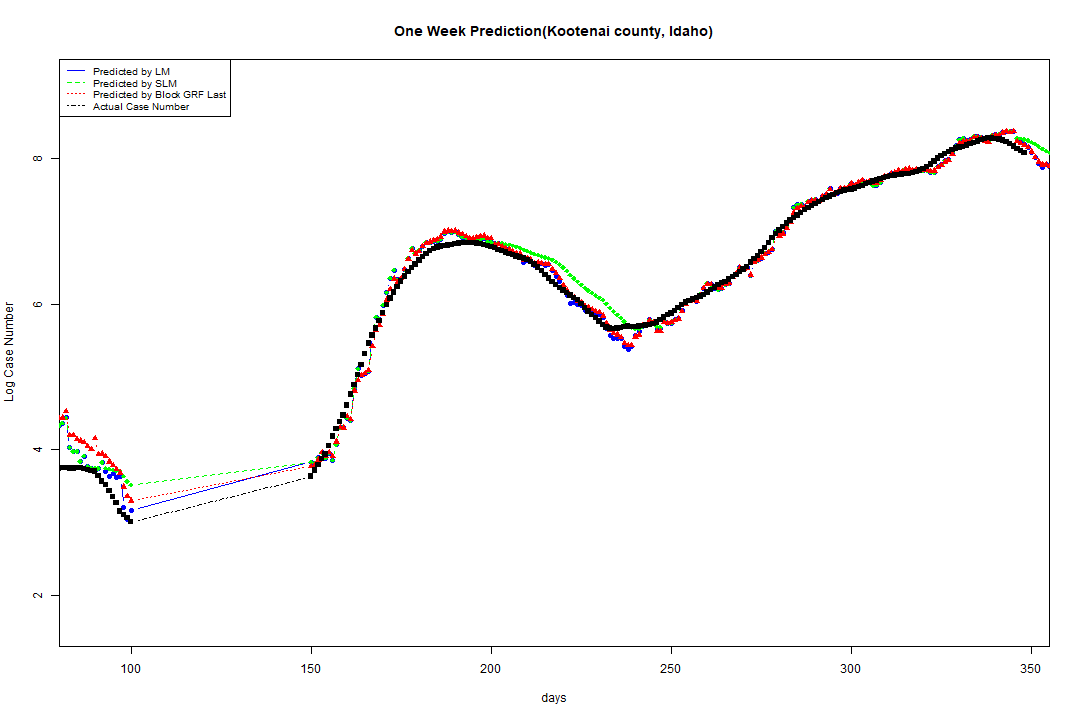 One Week Prediction(Kootenai county, Idaho)
Predicted by LM
Predicted by SLM
Predicted by Block GRF Last
Actual Case Number
Log Case Number
8
6
4
2
100 150 200 250 300 350
days